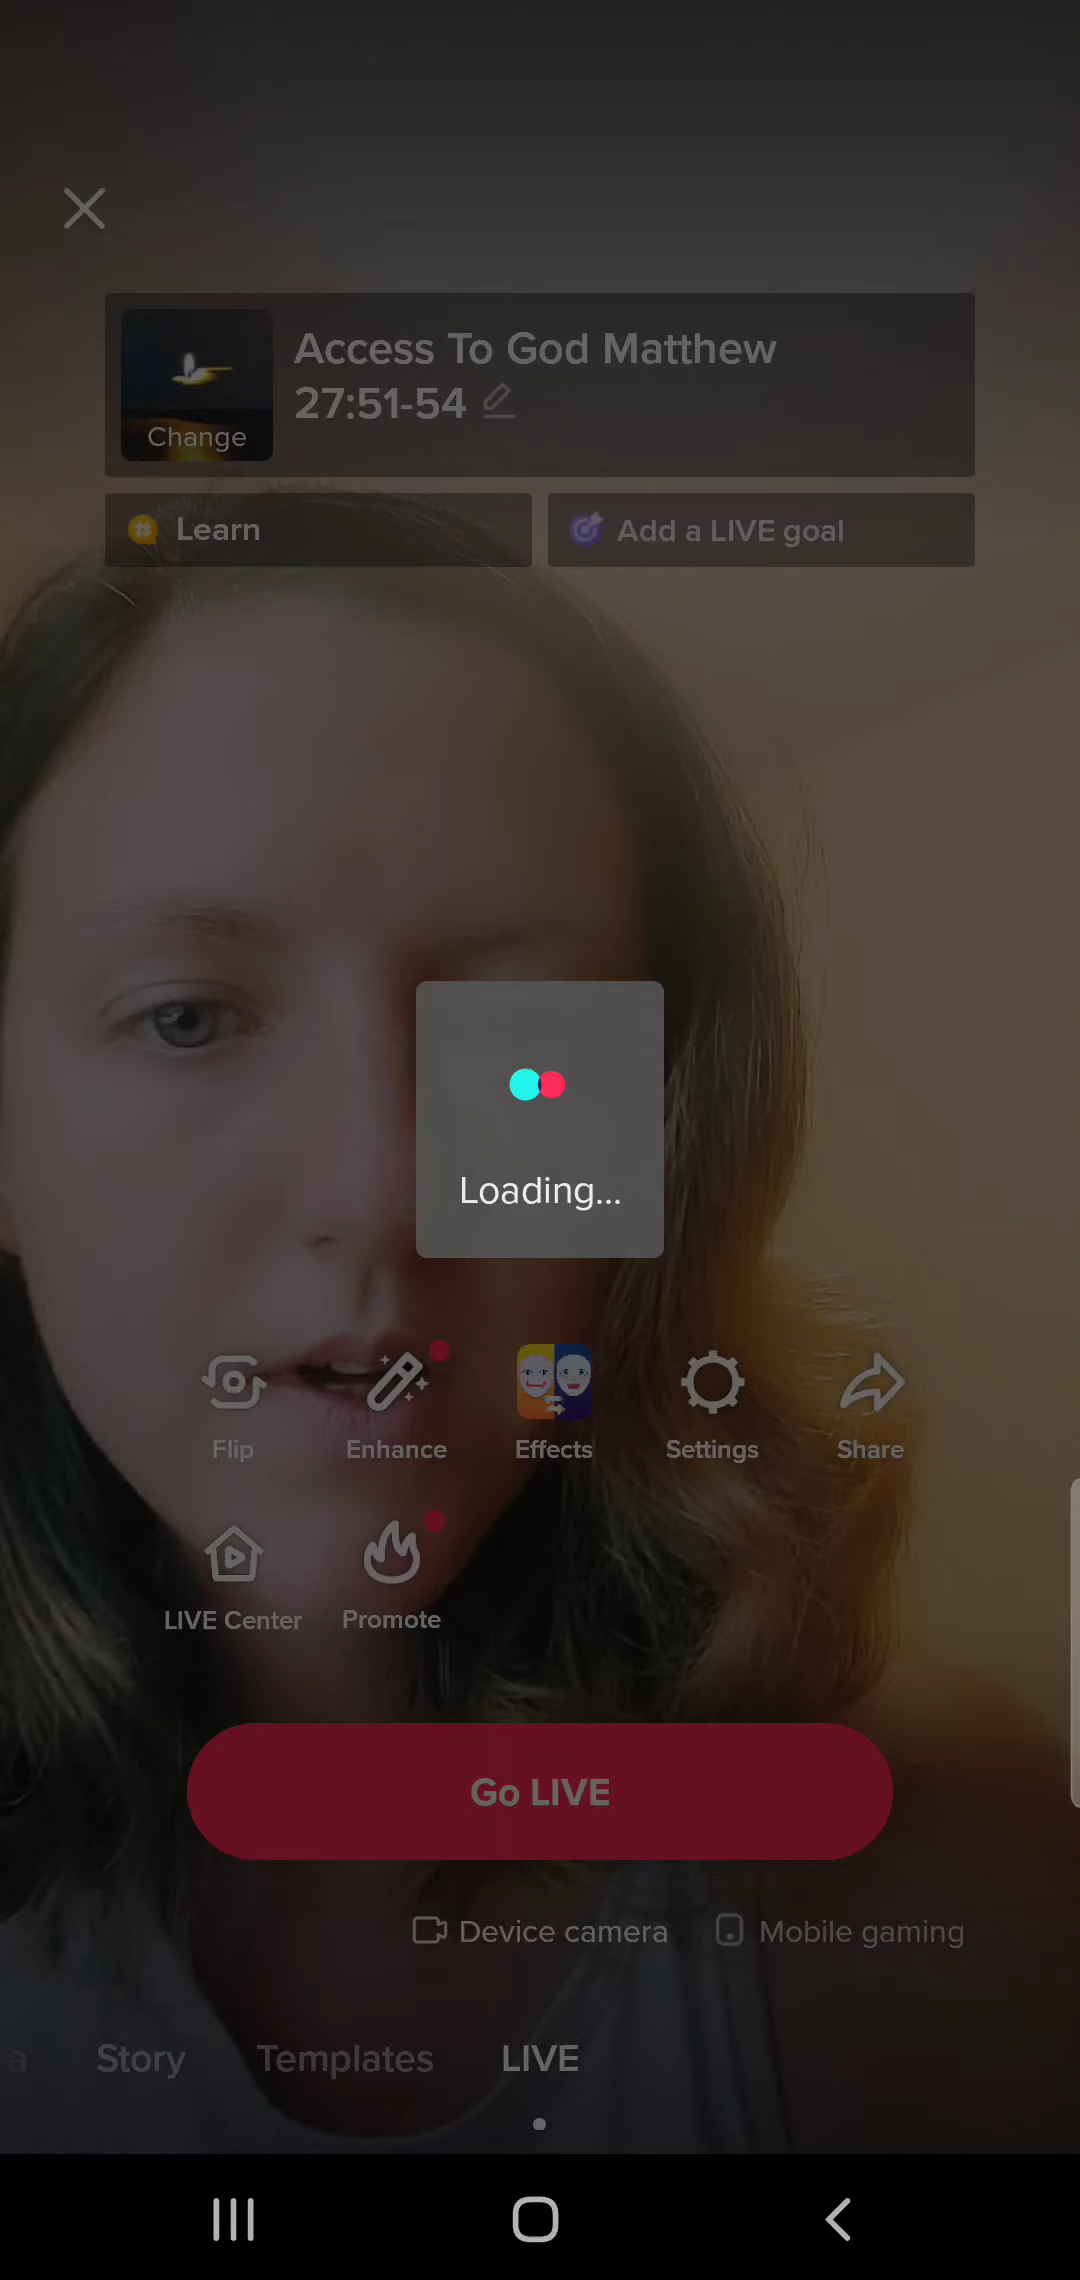 Access To God Matthew
27:51-54
Change
Learn
Add a LIVE goal
Loading...
Flip
Enhance
Effects
Settings
Share
LIVE Center
Promote
Go LIVE
Device camera
Mobile gaming
a
Story
Templates
LIVE